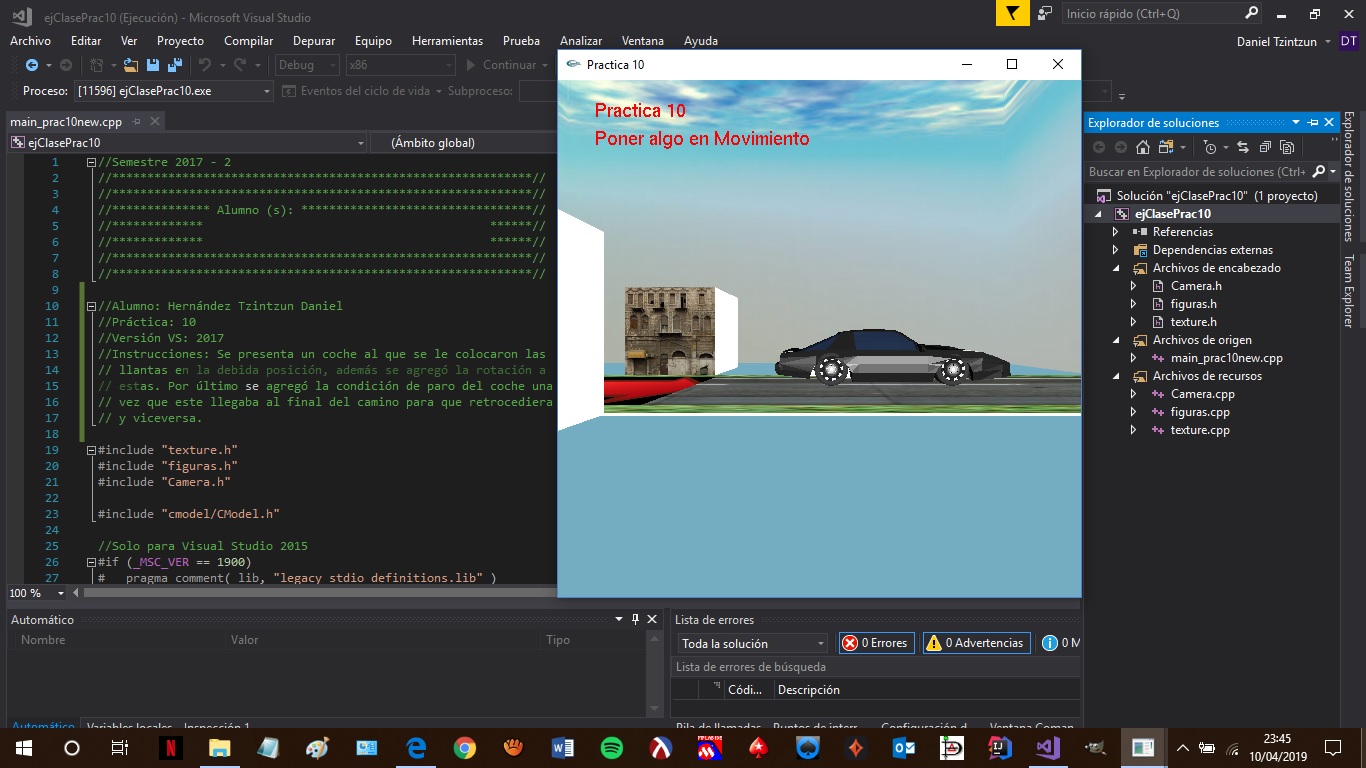 ejClasePrac10 (Ejecución) - Microsoft Visual Studio
Inicio rápido (Ctrl+Q)
Archivo Editar Ver Proyecto Compilar Depurar Equipo Herramientas Prueba Analizar Ventana Ayuda
Daniel Tzintzun DT
Debug x86 Continuar
Proceso: [11596] ejClasePrac10.exe Eventos del ciclo de vida Subproceso:
main_prac10new.cpp
ejClasePrac10 (Ámbito global)
1 //Semestre 2017 - 2
2 //************************************************************//
3 //************************************************************//
4 //************** Alumno (s): *********************************//
5 //************* ******//
6 //************* ******//
7 //************************************************************//
8 //************************************************************//
9
10 //Alumno: Hernández Tzintzun Daniel
11 //Práctica: 10
12 //Versión VS: 2017
13 //Instrucciones: Se presenta un coche al que se le colocaron las
14 // llantas en la debida posición, además se agregó la rotación a
15 // estas. Por último se agregó la condición de paro del coche una
16 // vez que este llegaba al final del camino para que retrocediera
17 // y viceversa.
18
19 #include "texture.h"
20 #include "figuras.h"
21 #include "Camera.h"
22
23 #include "cmodel/CModel.h"
24
25 //Solo para Visual Studio 2015
26 #if (_MSC_VER == 1900)
27 # pragma comment( lib, "legacy_stdio_definitions.lib" )
100 %
Practica 10
Practica 10
Poner algo en Movimiento
Explorador de soluciones
Buscar en Explorador de soluciones (Ctrl+
Solución "ejClasePrac10" (1 proyecto)
ejClasePrac10
Referencias
Dependencias externas
Archivos de encabezado
Camera.h
figuras.h
texture.h
Archivos de origen
main_prac10new.cpp
Archivos de recursos
Camera.cpp
figuras.cpp
texture.cpp
Explorador de soluciones
Team Explorer
Automático
Nombre Valor Tipo
Automático Variables locales Inspección 1
Lista de errores
Toda la solución 0 Errores 0 Advertencias 0 M
Lista de errores de búsqueda
Códi... Descripción
Pila de llamadas Puntos de interr... Configuración d... Ventana Coman...
23:45
10/04/2019